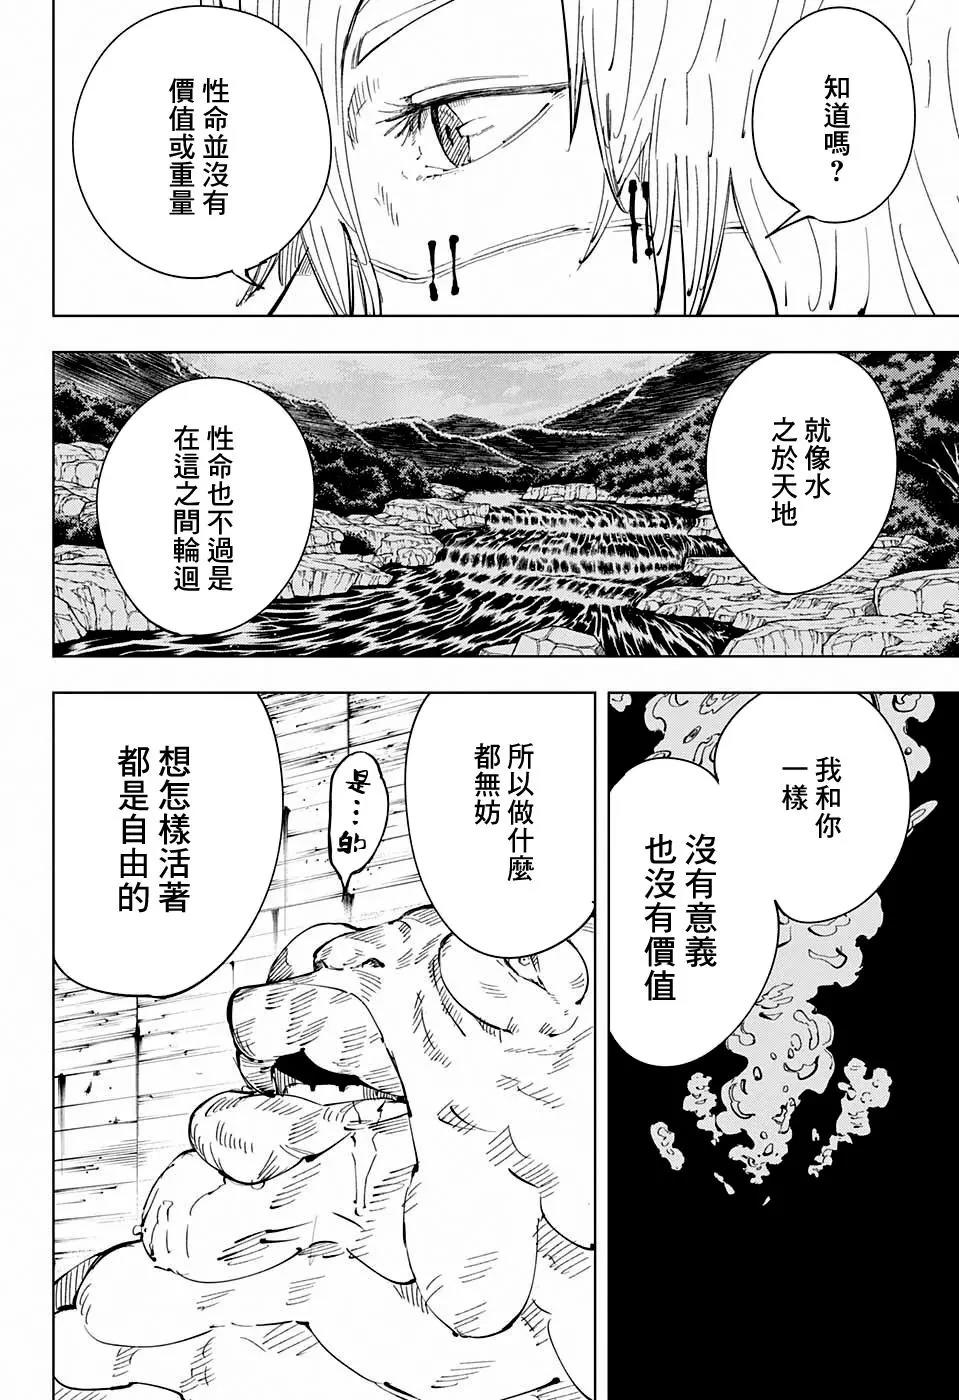 知道嗎？
性命並沒有
價值或重量
就像水
之於天地
性命也不過是
在這之間輪迴
我和你
一樣
沒有意義
也沒有價值
所以做什麼
都無妨
是…的
想怎樣活著
都是自由的